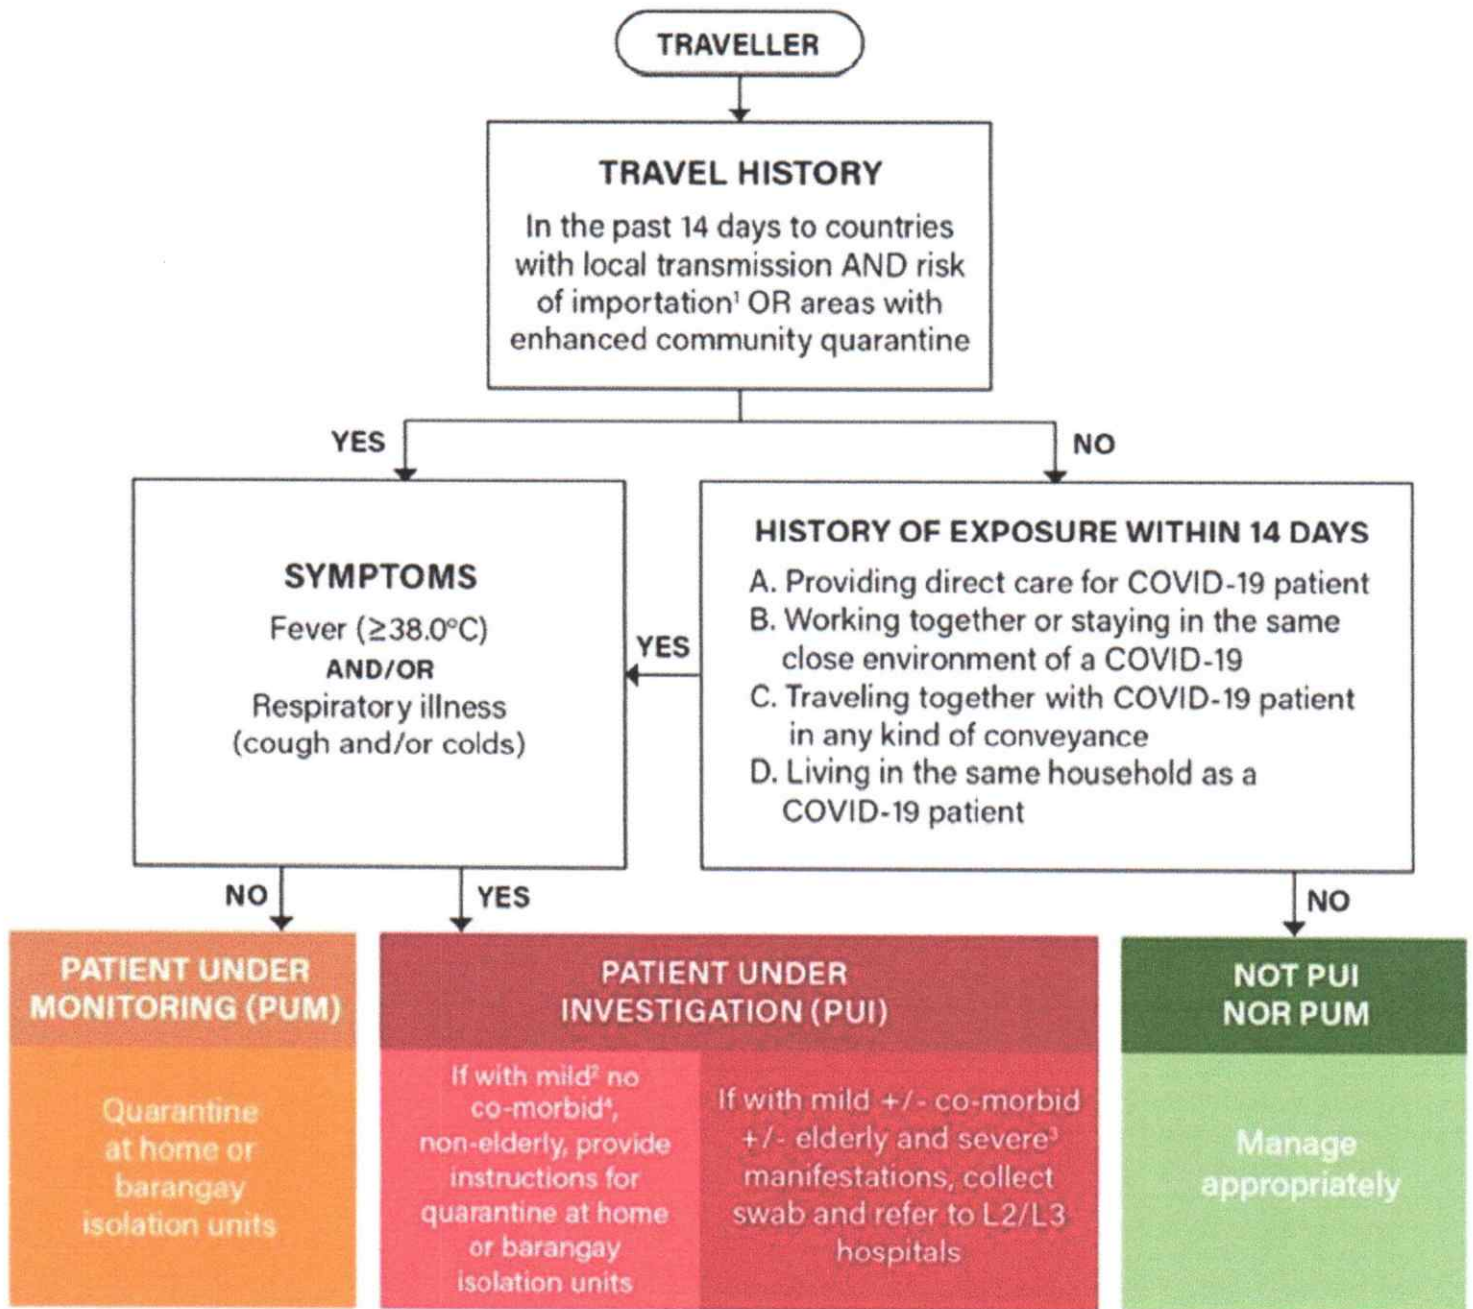 TRAVELLER
TRAVEL HISTORY
In the past 14 days to countries
with local transmission AND risk
of importation¹ OR areas with
enhanced community quarantine
YES
NO
SYMPTOMS
Fever (≥38.0°C)
AND/OR
Respiratory illness
(cough and/or colds)
YES
HISTORY OF EXPOSURE WITHIN 14 DAYS
A. Providing direct care for COVID-19 patient
B. Working together or staying in the same
close environment of a COVID-19
C. Traveling together with COVID-19 patient
in any kind of conveyance
D. Living in the same household as a
COVID-19 patient
NO
YES
NO
PATIENT UNDER
MONITORING (PUM)
Quarantine
at home or
barangay
isolation units
PATIENT UNDER
INVESTIGATION (PUI)
If with mild² no
co-morbid⁴,
non-elderly, provide
instructions for
quarantine at home
or barangay
isolation units
If with mild +/- co-morbid
+/- elderly and severe³
manifestations, collect
swab and refer to L2/L3
hospitals
NOT PUI
NOR PUM
Manage
appropriately